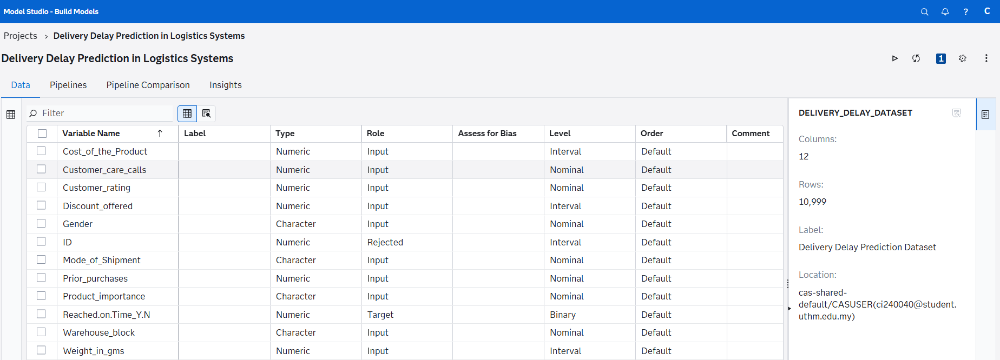 Model Studio - Build Models
? C
Projects > Delivery Delay Prediction in Logistics Systems
Delivery Delay Prediction in Logistics Systems
1
Data Pipelines Pipeline Comparison Insights
Filter
Variable Name ↑ Label Type Role Assess for Bias Level Order Comment
Cost_of_the_Product Numeric Input Interval Default
Customer_care_calls Numeric Input Nominal Default
Customer_rating Numeric Input Nominal Default
Discount_offered Numeric Input Interval Default
Gender Character Input Nominal Default
ID Numeric Rejected Interval Default
Mode_of_Shipment Character Input Nominal Default
Prior_purchases Numeric Input Nominal Default
Product_importance Character Input Nominal Default
Reached.on.Time_Y.N Numeric Target Binary Default
Warehouse_block Character Input Nominal Default
Weight_in_gms Numeric Input Interval Default
DELIVERY_DELAY_DATASET
Columns:
12
Rows:
10,999
Label:
Delivery Delay Prediction Dataset
Location:
cas-shared-
default/CASUSER(ci240040@student.
uthm.edu.my)